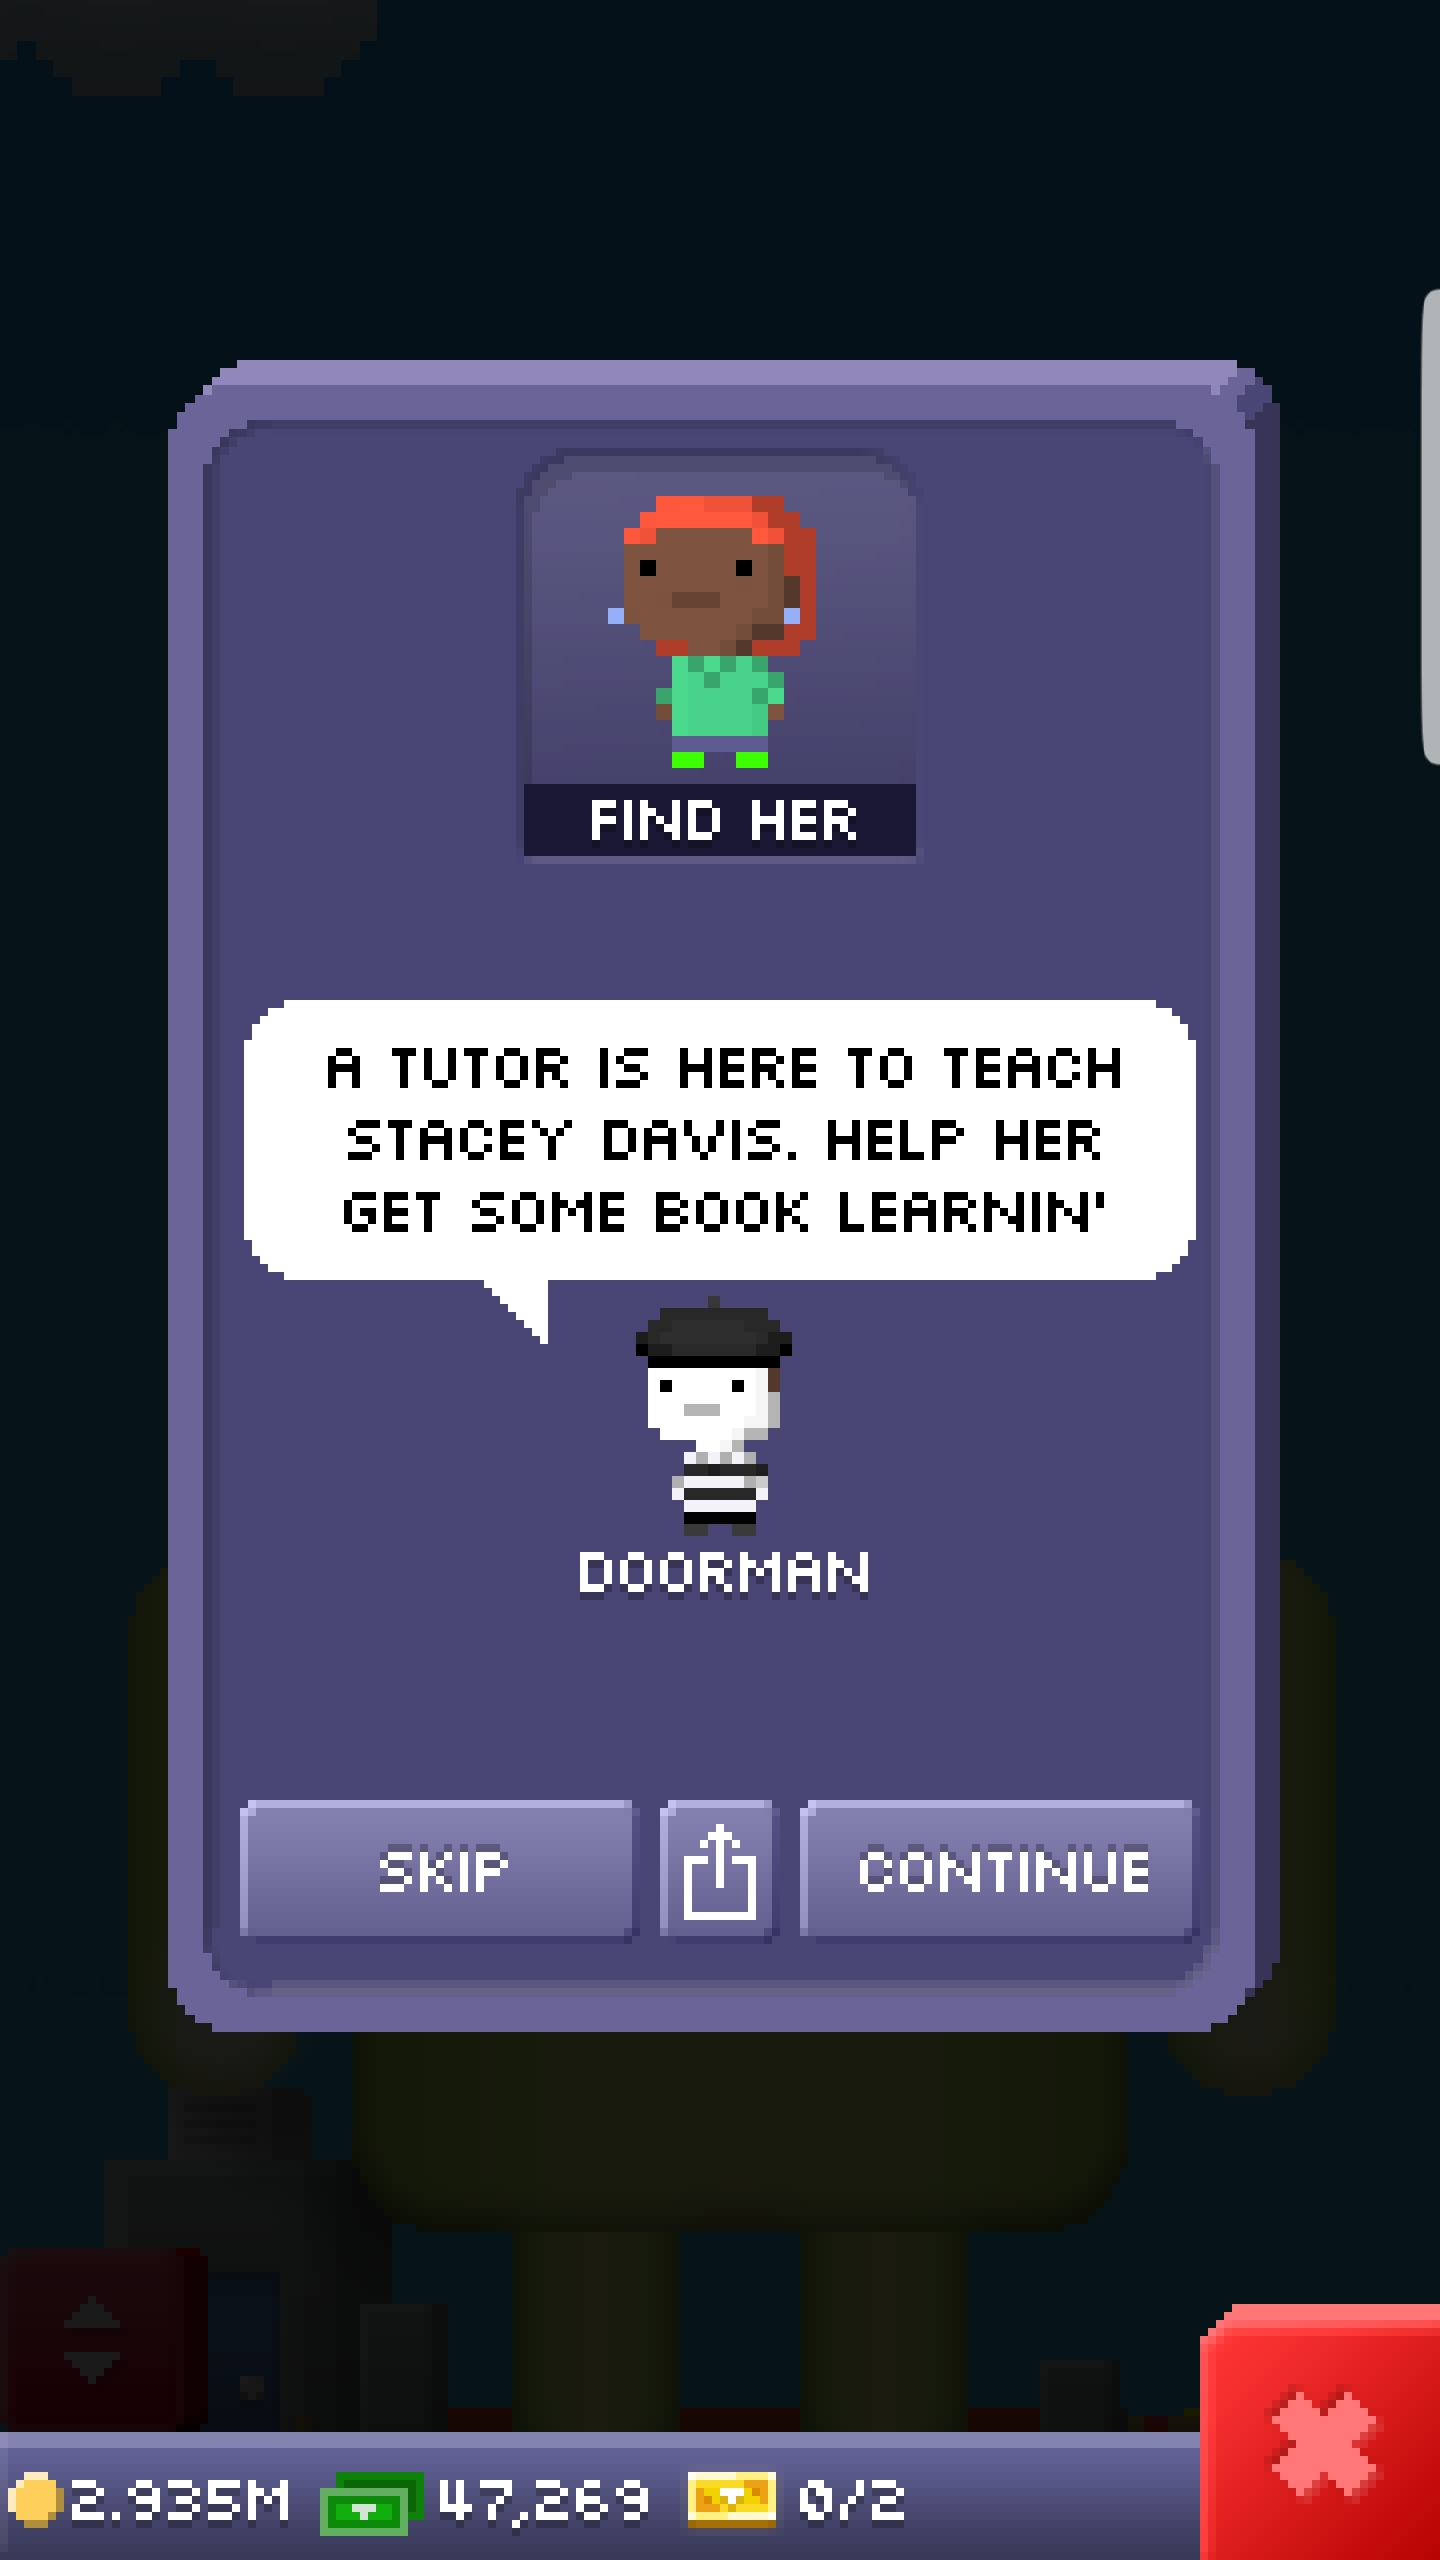 FIND HER
A TUTOR IS HERE TO TEACH
STACEY DAVIS. HELP HER
GET SOME BOOK LEARNIN'
DOORMAN
SKIP
CONTINUE
2.935M
47,269
0/2